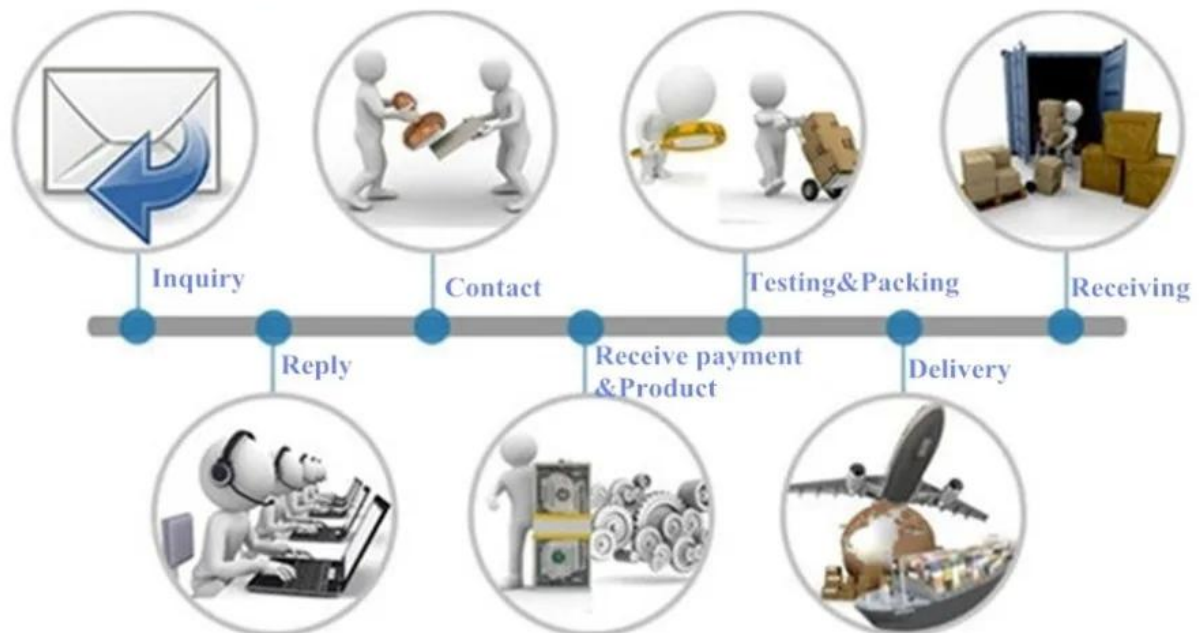 Inquiry
Reply
Contact
Receive payment
&Product
Testing&Packing
Delivery
Receiving